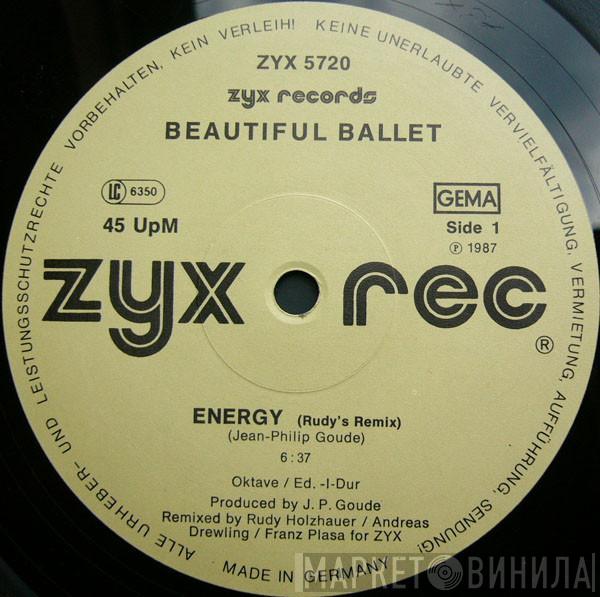 ALLE URHEBER- UND LEISTUNGSSCHUTZRECHTE VORBEHALTEN, KEIN VERLEIH! KEINE UNERLAUBTE VERVIELFÄLTIGUNG, VERMIETUNG, AUFFÜHRUNG, SENDUNG!
ZYX 5720
zyx records
BEAUTIFUL BALLET
LC 6350
GEMA
45 UpM
Side 1
℗ 1987
zyx rec
®
ENERGY (Rudy's Remix)
(Jean-Philip Goude)
6:37
Oktave / Ed. -I-Dur
Produced by J. P. Goude
Remixed by Rudy Holzhauer / Andreas
Drewling / Franz Plasa for ZYX
MADE IN GERMANY
МАРКЕТ ВИНИЛА